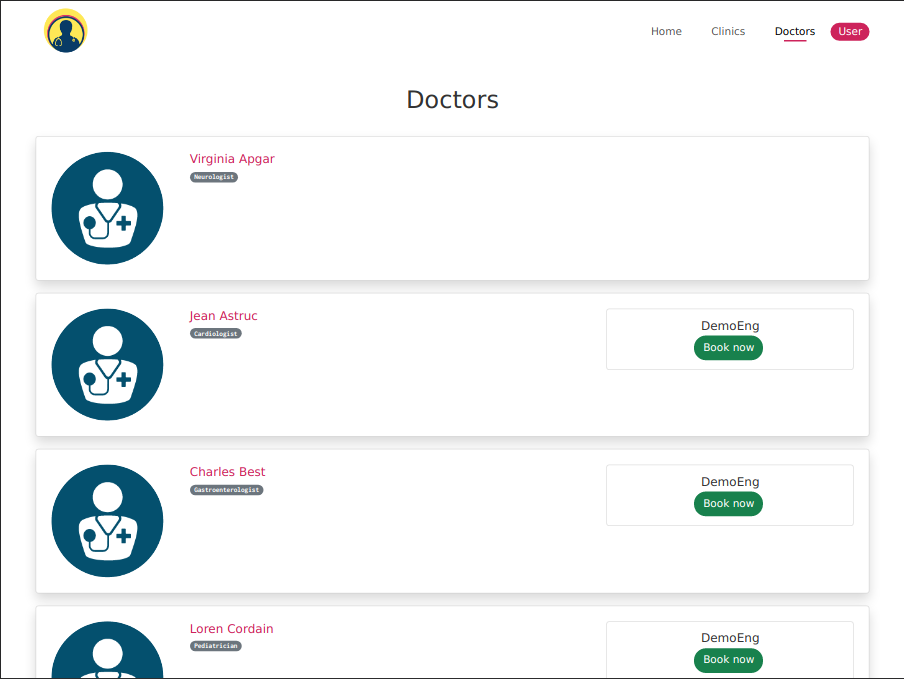 Home Clinics Doctors User
Doctors
Virginia Apgar
Neurologist
Jean Astruc
Cardiologist
DemoEng
Book now
Charles Best
Gastroenterologist
DemoEng
Book now
Loren Cordain
Pediatrician
DemoEng
Book now